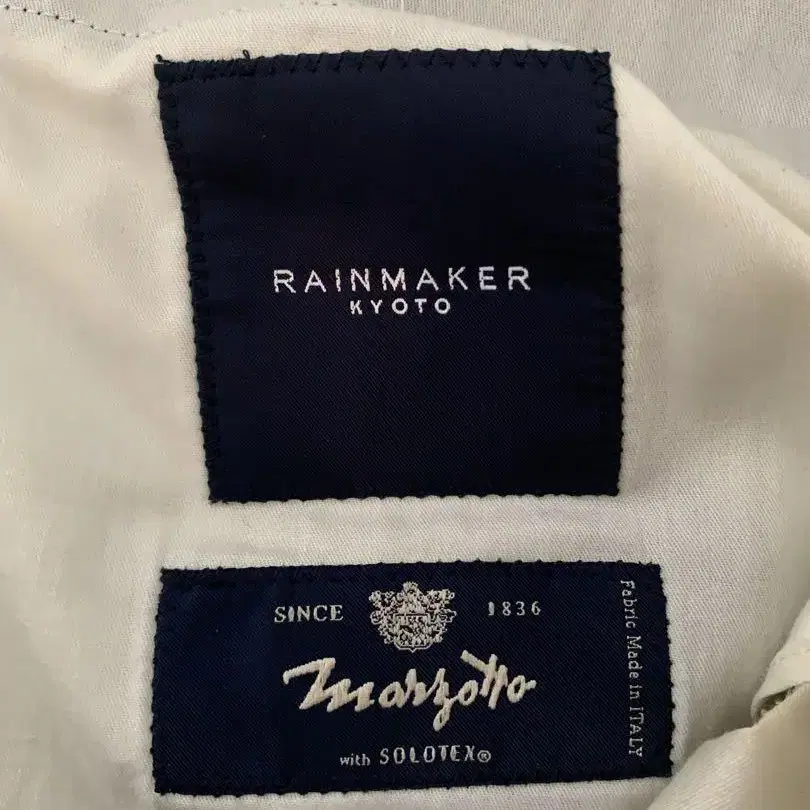 RAINMAKER
KYOTO
SINCE 1836
Marzotto
with SOLOTEX®
Fabric Made in ITALY